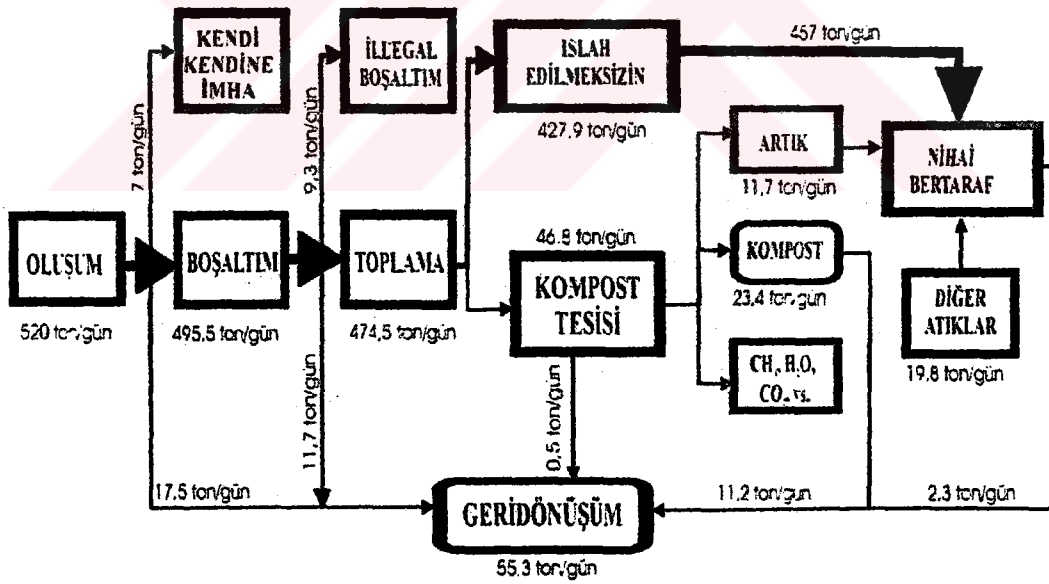 KENDİ
KENDİNE
İMHA
7 ton/gün
İLLEGAL
BOŞALTIM
9,3 ton/gün
ISLAH
EDİLMEKSİZİN
427,9 ton/gün
457 ton/gün
ARTIK
11,7 ton/gün
NİHAİ
BERTARAF
OLUŞUM
520 ton/gün
BOŞALTIM
495,5 ton/gün
TOPLAMA
474,5 ton/gün
46.8 ton/gün
KOMPOST
TESİSİ
KOMPOST
23,4 ton/gün
DİĞER
ATIKLAR
19,8 ton/gün
CH, H.O,
CO.. vs.
11,7 ton/gün
0,5 ton/gün
17,5 ton/gün
GERİDÖNÜŞÜM
55.3 ton/gün
11,2 ton/gün
2,3 ton/gün